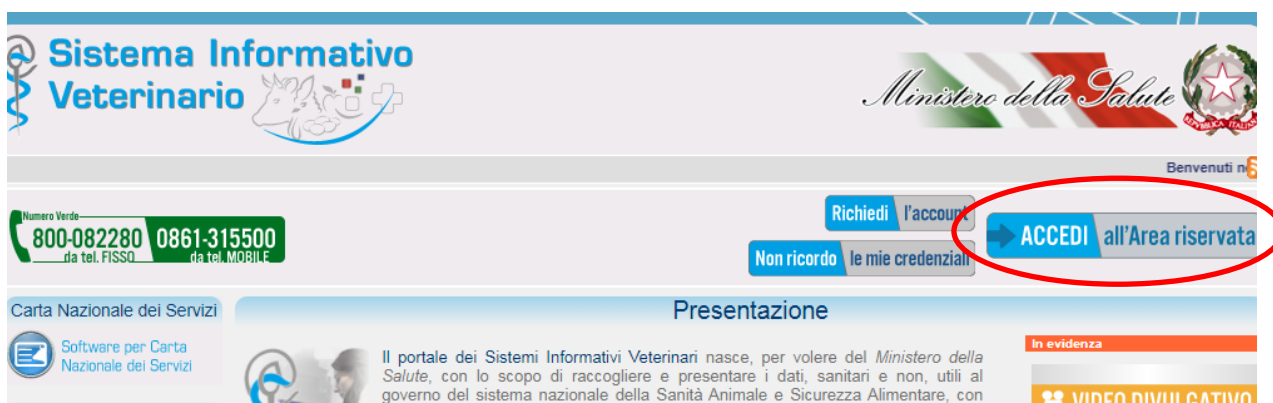 Sistema Informativo
Veterinario
Ministero della Salute
REPVBBLICA ITALIAN
Benvenuti n
Numero Verde
800-082280 0861-315500
da tel. FISSO da tel. MOBILE
Richiedi l'account
Non ricordo le mie credenziali
ACCEDI all'Area riservata
Carta Nazionale dei Servizi
Presentazione
Software per Carta
Nazionale dei Servizi
Il portale dei Sistemi Informativi Veterinari nasce, per volere del Ministero della
Salute, con lo scopo di raccogliere e presentare i dati, sanitari e non, utili al
governo del sistema nazionale della Sanità Animale e Sicurezza Alimentare, con
In evidenza
VIDEO DIVULGATIVO